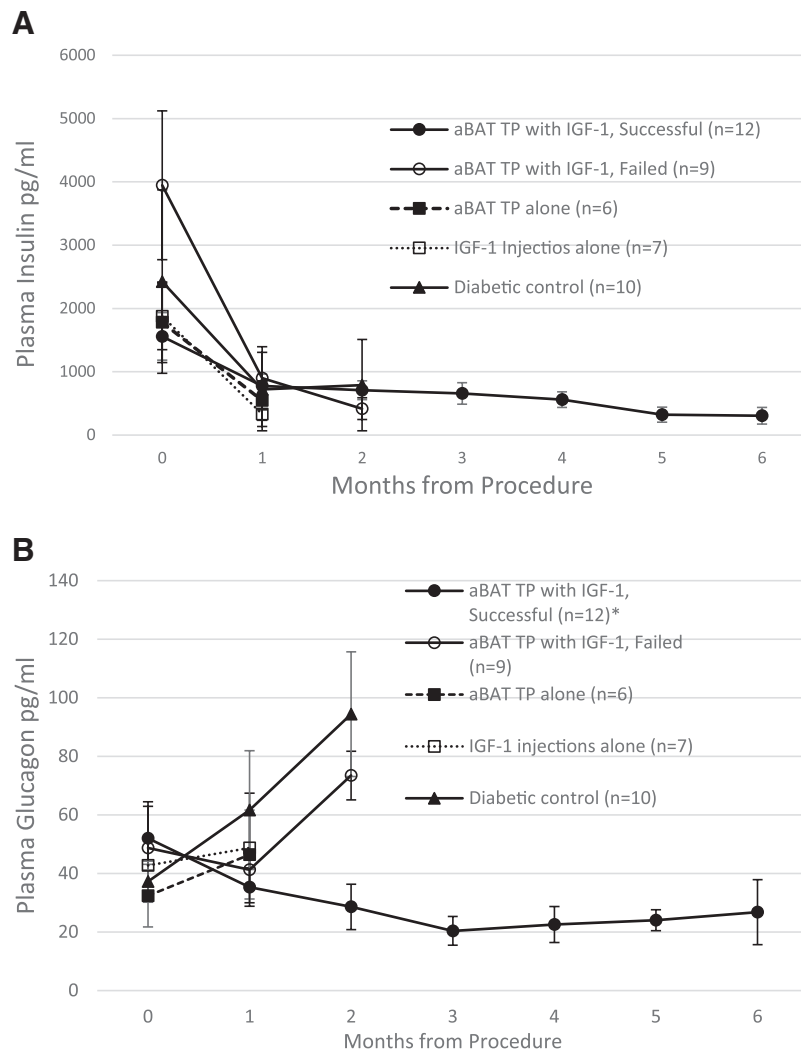 A
6000
5000
4000
3000
2000
1000
0
Plasma Insulin pg/ml
aBAT TP with IGF-1, Successful (n=12)
aBAT TP with IGF-1, Failed (n=9)
aBAT TP alone (n=6)
IGF-1 Injectios alone (n=7)
Diabetic control (n=10)
0 1 2 3 4 5 6
Months from Procedure
B
140
120
100
80
60
40
20
0
Plasma Glucagon pg/ml
aBAT TP with IGF-1,
Successful (n=12)*
aBAT TP with IGF-1, Failed
(n=9)
aBAT TP alone (n=6)
IGF-1 injections alone (n=7)
Diabetic control (n=10)
0 1 2 3 4 5 6
Months from Procedure